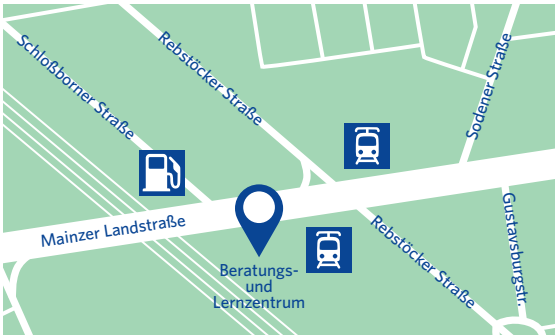 Schloßborner Straße
Rebstöcker Straße
Sodener Straße
Mainzer Landstraße
Gustavsburgstr.
Rebstöcker Straße
Beratungs-
und
Lernzentrum